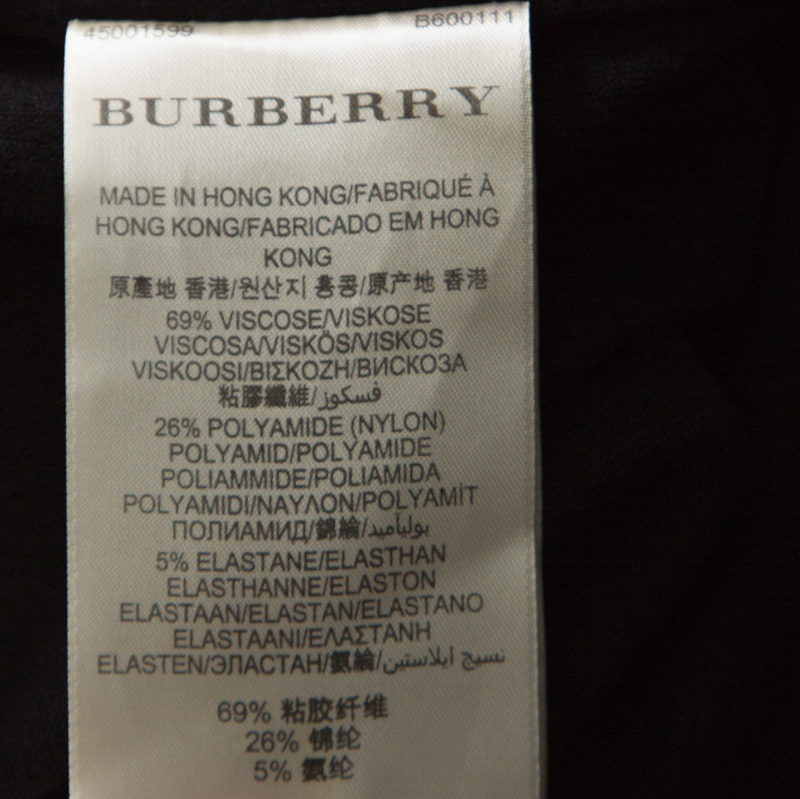 45001599 B600111
BURBERRY
MADE IN HONG KONG/FABRIQUÉ À
HONG KONG/FABRICADO EM HONG
KONG
原產地 香港/원산지 홍콩/原产地 香港
69% VISCOSE/VISKOSE
VISCOSA/VISKÖS/VISKOS
VISKOOSI/ΒΙΣΚΟΖΗ/ВИСКОЗА
粘膠纖維/فسكوز
26% POLYAMIDE (NYLON)
POLYAMID/POLYAMIDE
POLIAMMIDE/POLIAMIDA
POLYAMIDI/ΝΑΥΛΟΝ/POLYAMİT
ПОЛИАМИД/錦綸/بولياميد
5% ELASTANE/ELASTHAN
ELASTHANNE/ELASTON
ELASTAAN/ELASTAN/ELASTANO
ELASTAANI/ΕΛΑΣΤΑΝΗ
ELASTEN/ЭЛАСТАН/氨綸/نسيج ايلاستين
69% 粘胶纤维
26% 锦纶
5% 氨纶